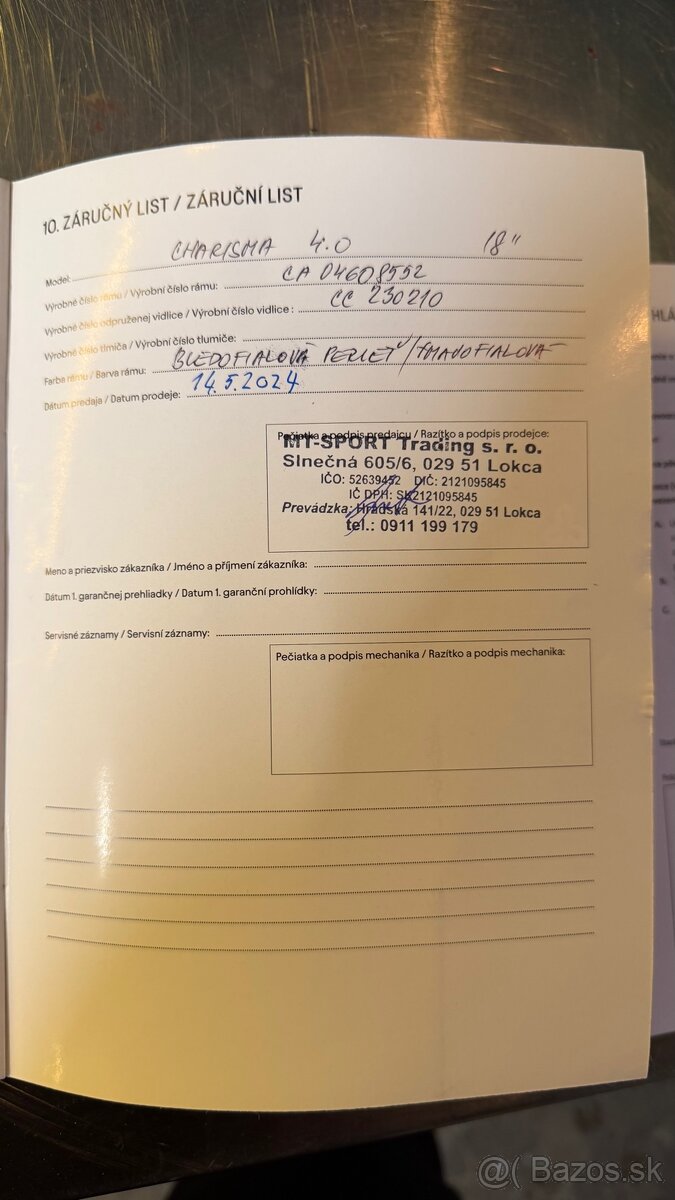 10. ZÁRUČNÝ LIST / ZÁRUČNÍ LIST
Model: CHARISMA 4.0 18"
Výrobné číslo rámu / Výrobní číslo rámu: CA 04608552
Výrobné číslo odpruženej vidlice / Výrobní číslo vidlice : CC 230210
Výrobné číslo tlmiča / Výrobní číslo tlumiče:
Farba rámu / Barva rámu: BLEDOFIALOVÁ PERLEŤ / TMAVOFIALOVÁ
Dátum predaja / Datum prodeje: 14.5.2024
Pečiatka a podpis predajcu / Razítko a podpis prodejce:
MT-SPORT Trading s. r. o.
Slnečná 605/6, 029 51 Lokca
IČO: 52639452 DIČ: 2121095845
IČ DPH: SK2121095845
Prevádzka: Hradská 141/22, 029 51 Lokca
tel.: 0911 199 179
Meno a priezvisko zákazníka / Jméno a příjmení zákazníka:
Dátum 1. garančnej prehliadky / Datum 1. garanční prohlídky:
Servisné záznamy / Servisní záznamy:
Pečiatka a podpis mechanika / Razítko a podpis mechanika:
HLÁ
@( Bazos.sk